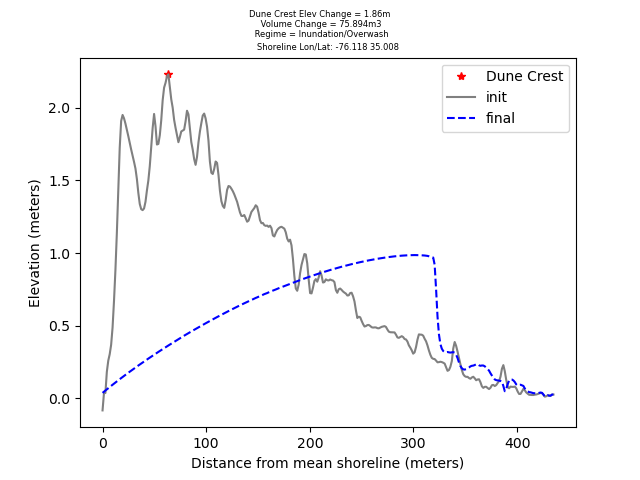 Dune Crest Elev Change = 1.86m
Volume Change = 75.894m3
Regime = Inundation/Overwash
Shoreline Lon/Lat: -76.118 35.008
Dune Crest
init
final
2.0
1.5
1.0
0.5
0.0
Elevation (meters)
0 100 200 300 400
Distance from mean shoreline (meters)